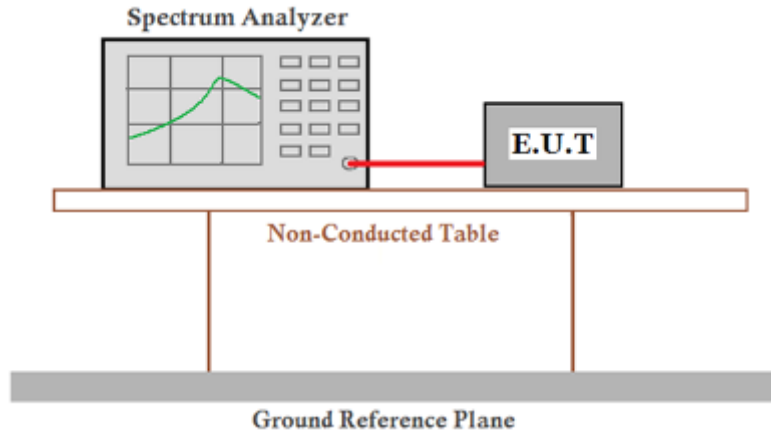 Spectrum Analyzer
E.U.T
Non-Conducted Table
Ground Reference Plane